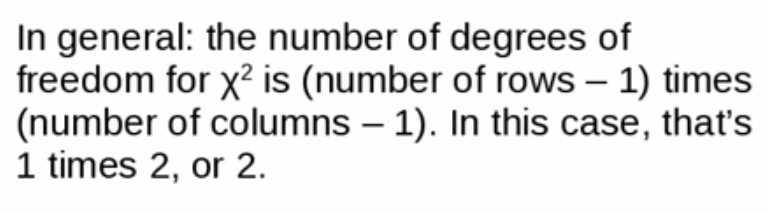 In general: the number of degrees of
freedom for χ² is (number of rows – 1) times
(number of columns – 1). In this case, that’s
1 times 2, or 2.